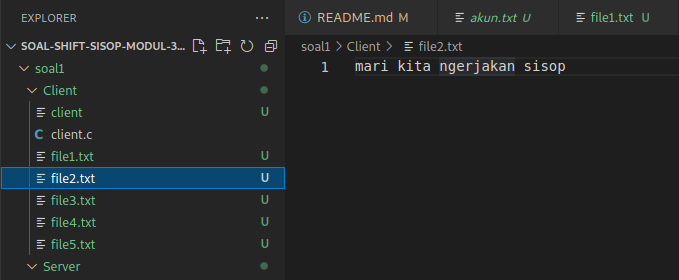 EXPLORER
SOAL-SHIFT-SISOP-MODUL-3...
soal1
Client
client U
C client.c
file1.txt U
file2.txt U
file3.txt U
file4.txt U
file5.txt U
Server
README.md M
akun.txt U
file1.txt U
soal1 > Client > file2.txt
1 mari kita ngerjakan sisop